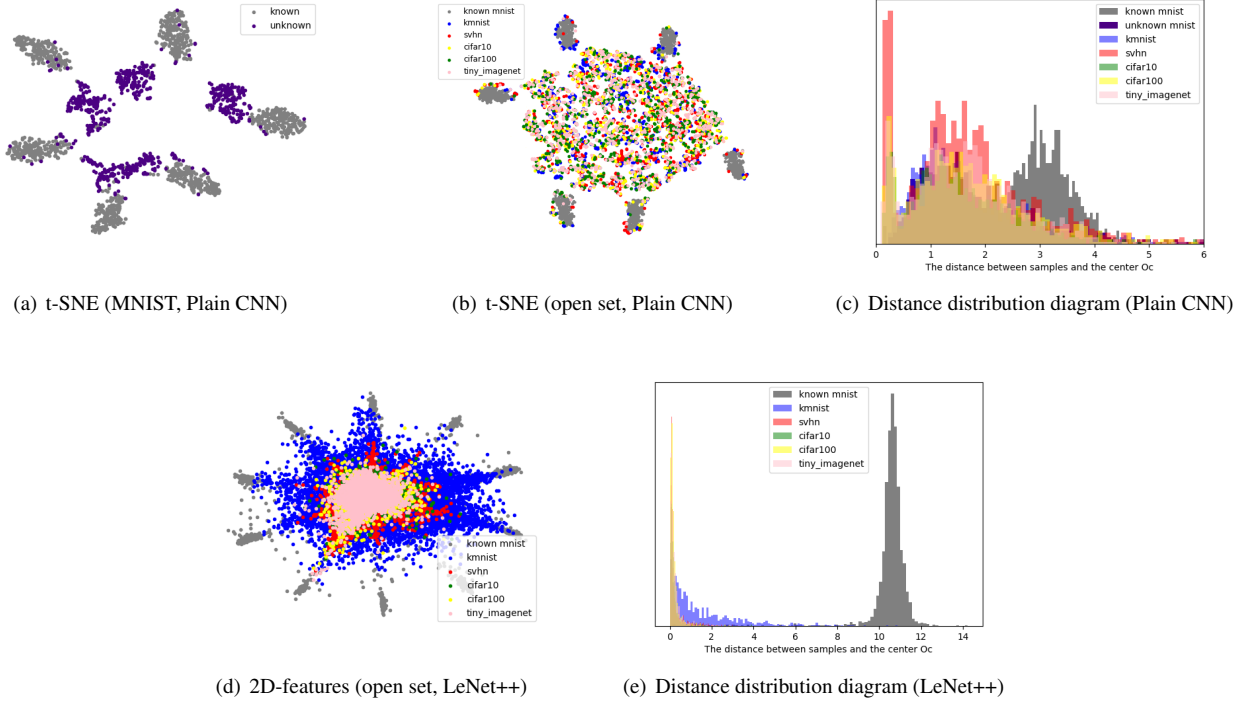 known
unknown
(a) t-SNE (MNIST, Plain CNN)
known mnist
kmnist
svhn
cifar10
cifar100
tiny_imagenet
(b) t-SNE (open set, Plain CNN)
known mnist
unknown mnist
kmnist
svhn
cifar10
cifar100
tiny_imagenet
0 1 2 3 4 5 6
The distance between samples and the center Oc
(c) Distance distribution diagram (Plain CNN)
known mnist
kmnist
svhn
cifar10
cifar100
tiny_imagenet
(d) 2D-features (open set, LeNet++)
known mnist
kmnist
svhn
cifar10
cifar100
tiny_imagenet
0 2 4 6 8 10 12 14
The distance between samples and the center Oc
(e) Distance distribution diagram (LeNet++)